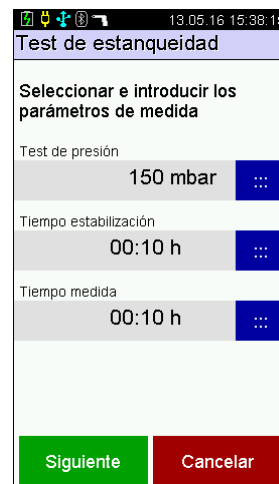 13.05.16 15:38:19
Test de estanqueidad
Seleccionar e introducir los
parámetros de medida
Test de presión
150 mbar
Tiempo estabilización
00:10 h
Tiempo medida
00:10 h
Siguiente Cancelar